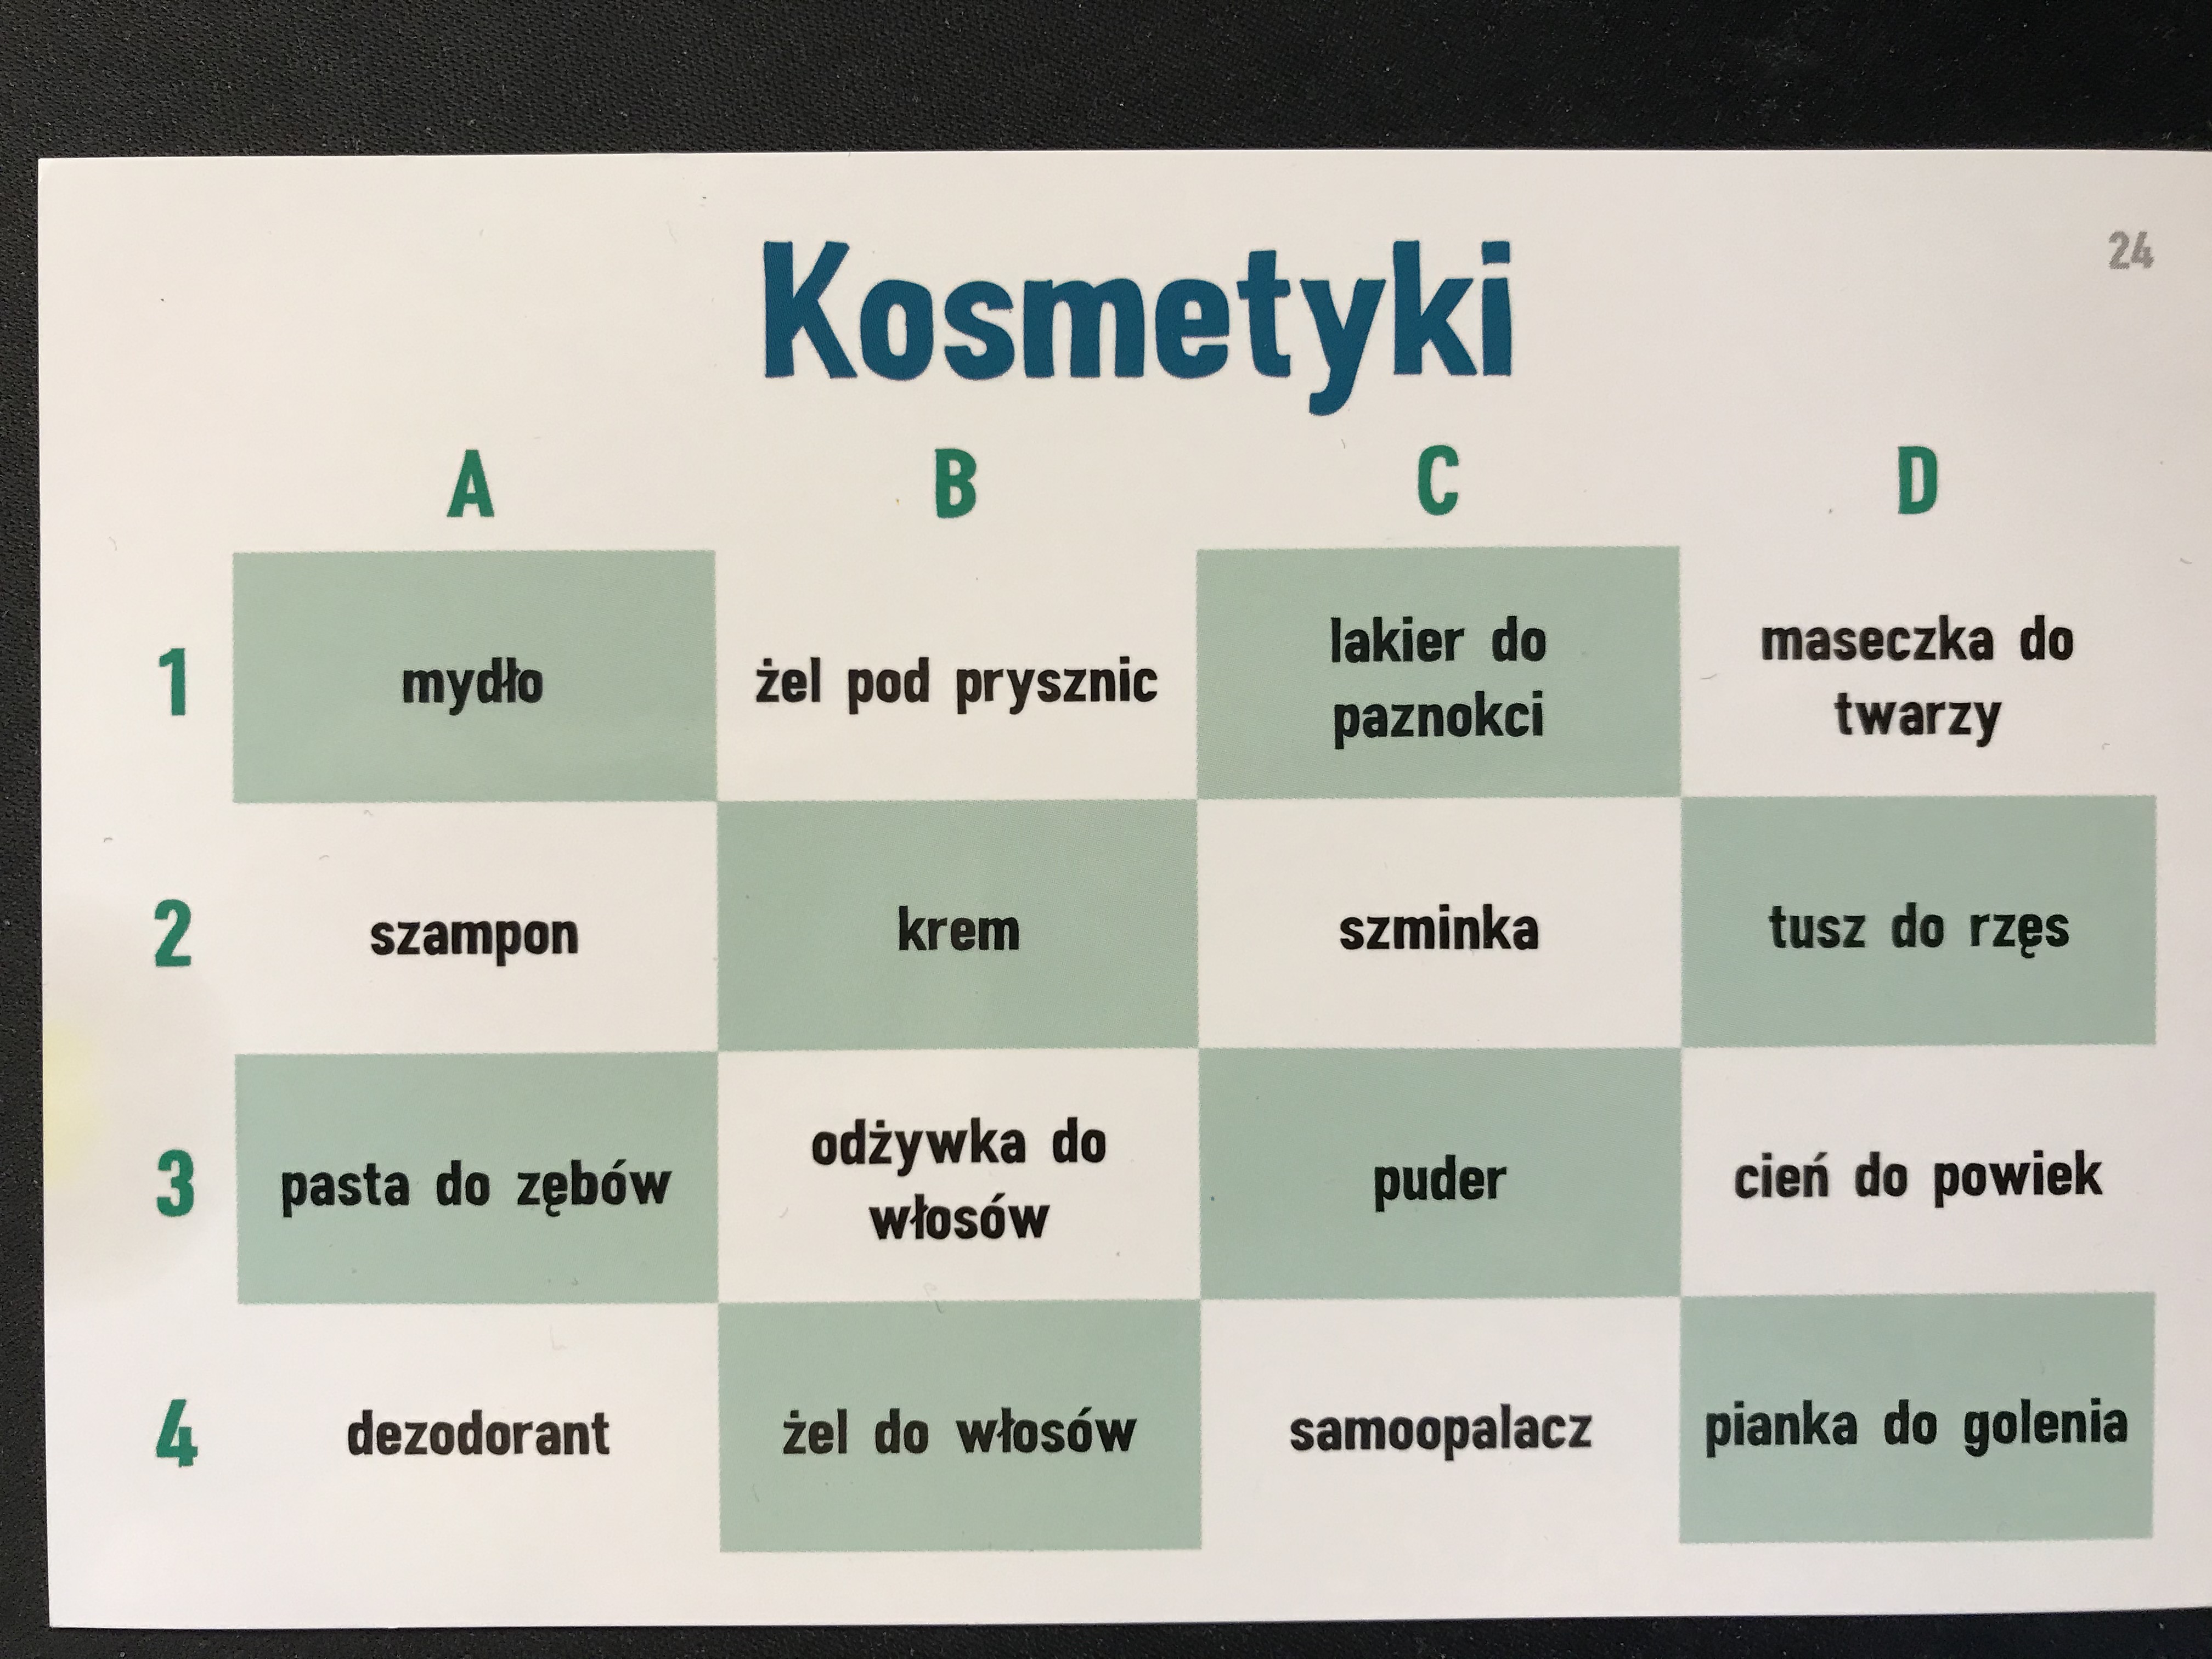 24
Kosmetyki
A B C D
1 mydło żel pod prysznic lakier do paznokci maseczka do twarzy
2 szampon krem szminka tusz do rzęs
3 pasta do zębów odżywka do włosów puder cień do powiek
4 dezodorant żel do włosów samoopalacz pianka do golenia